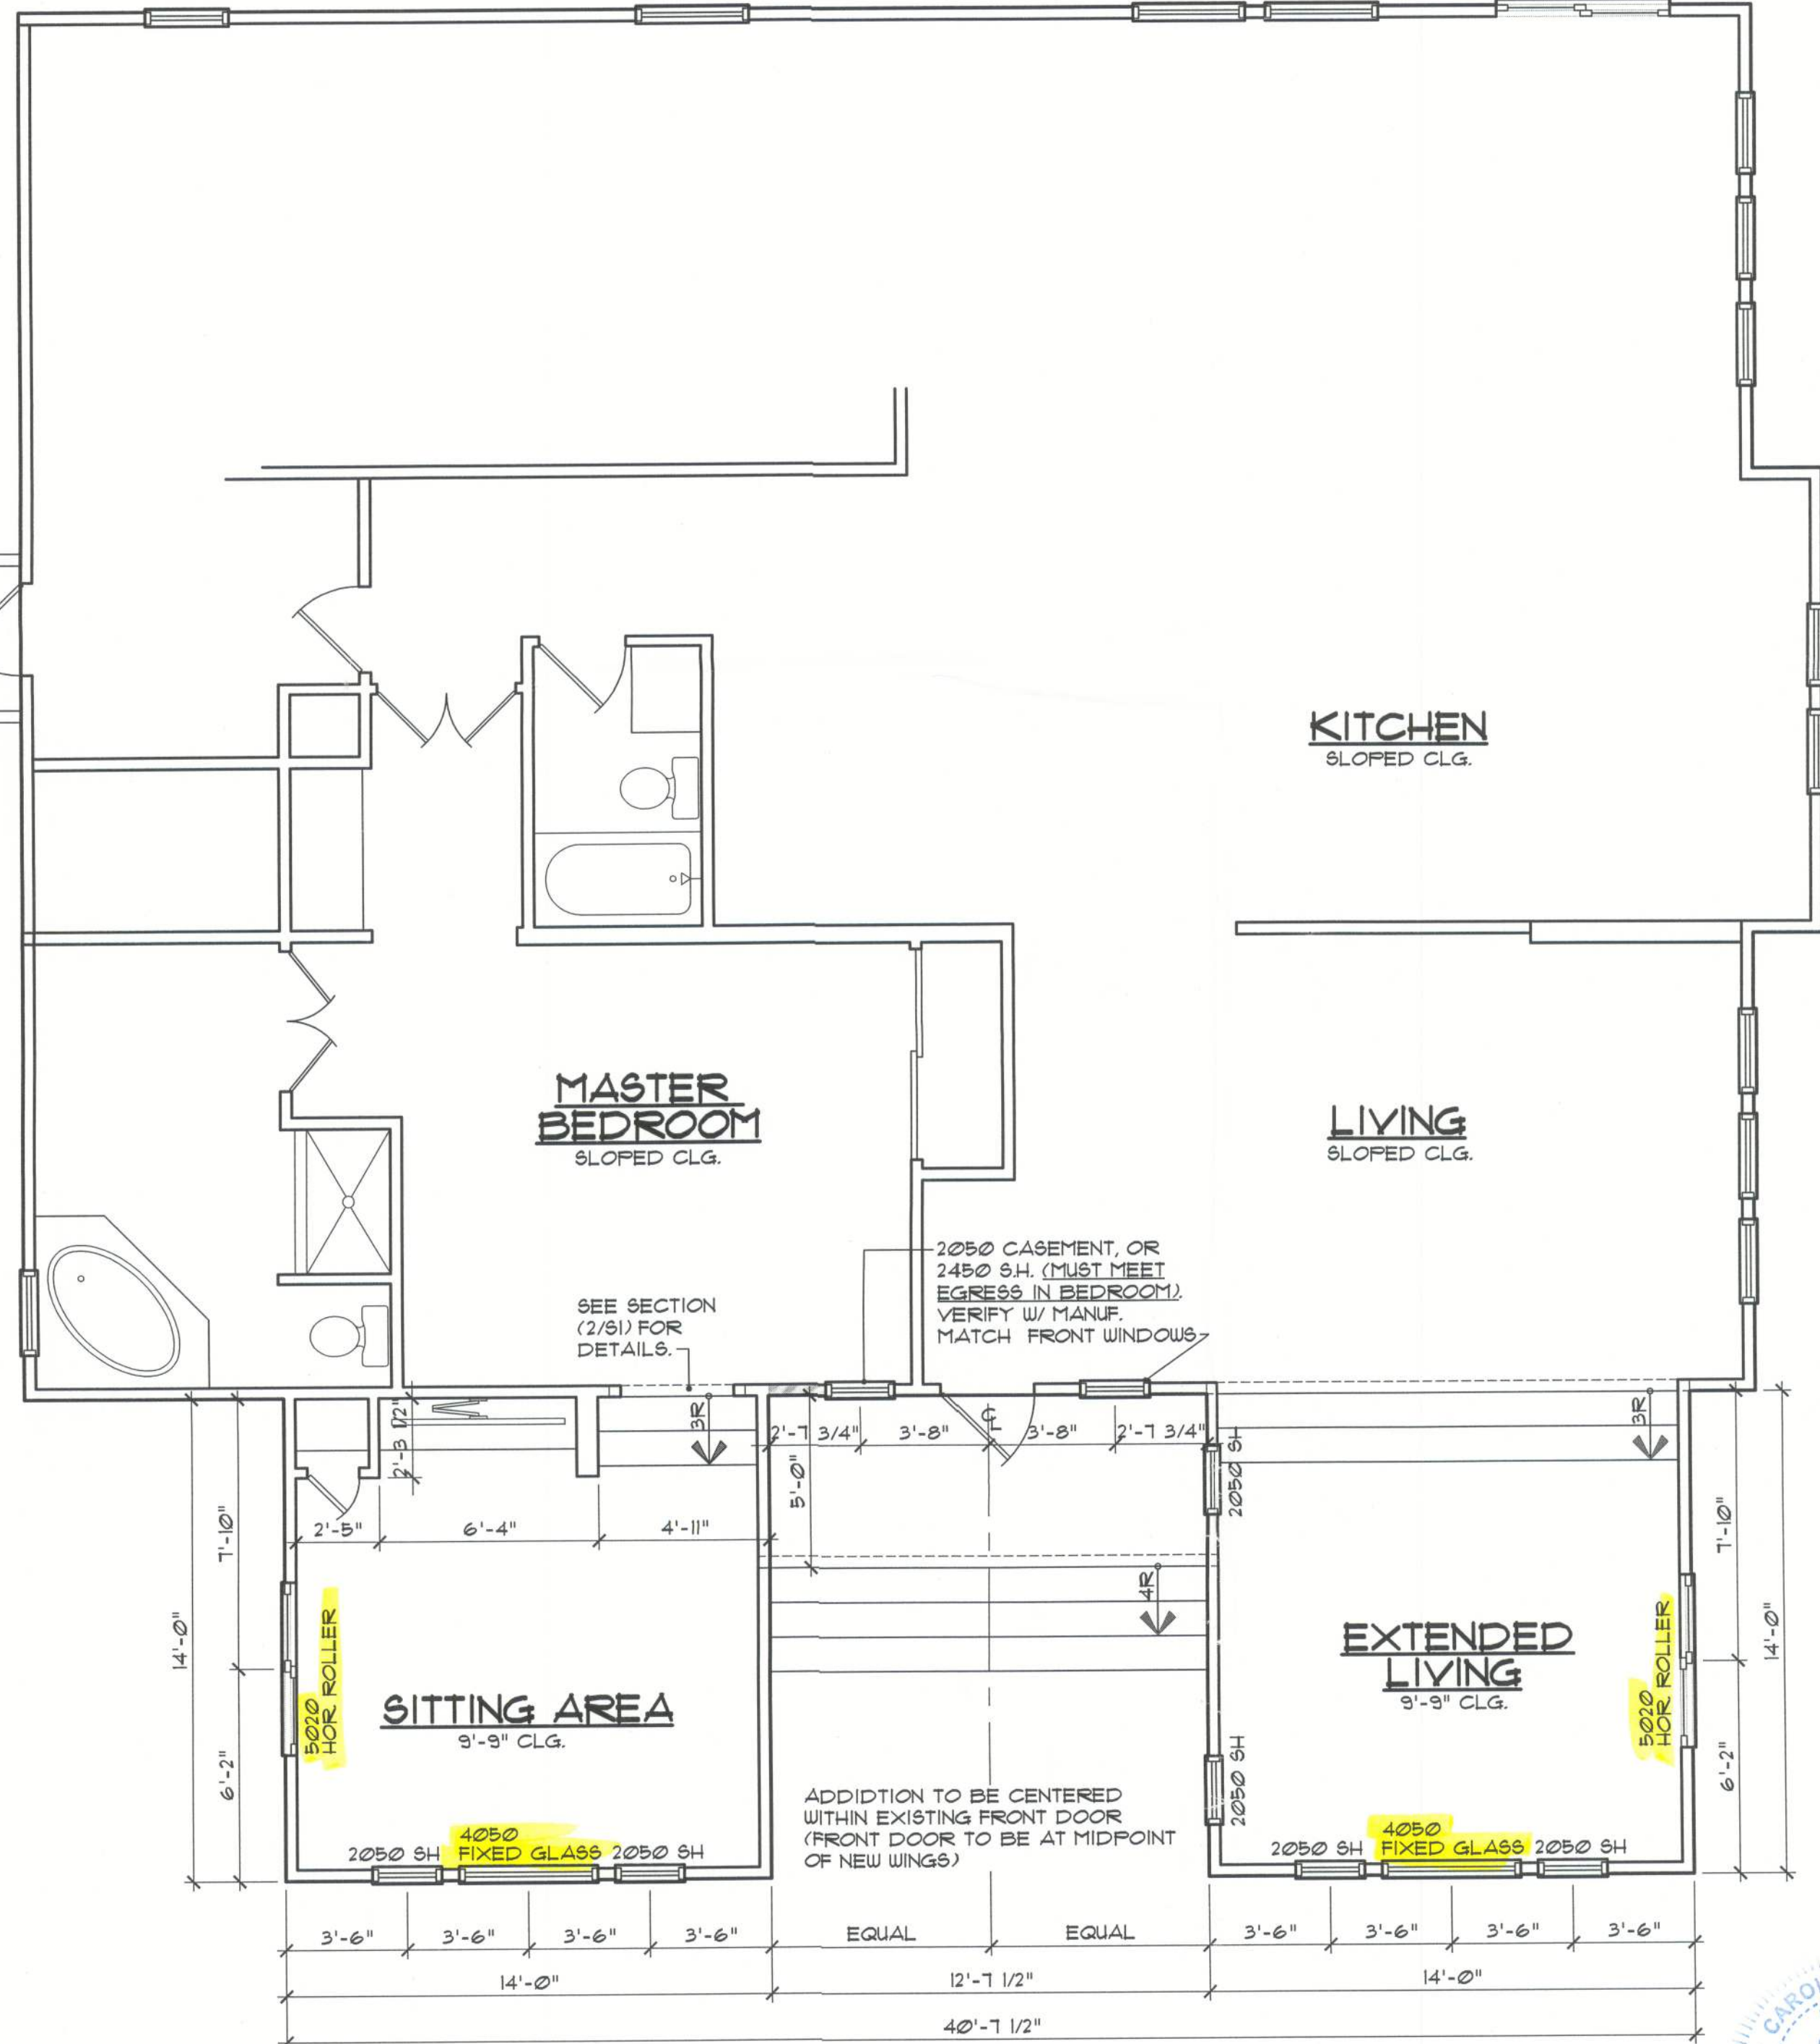 KITCHEN
SLOPED CLG.
MASTER
BEDROOM
SLOPED CLG.
LIVING
SLOPED CLG.
2050 CASEMENT, OR
2450 S.H. (MUST MEET
EGRESS IN BEDROOM).
VERIFY W/ MANUF.
MATCH FRONT WINDOWS
SEE SECTION
(2/S1) FOR
DETAILS.
2'-3 1/2"
3R
2'-7 3/4"
3'-8"
CL
3'-8"
2'-7 3/4"
2050 SH
3R
5'-0"
2'-5"
6'-4"
4'-11"
7'-10"
14'-0"
6'-2"
5020
HOR ROLLER
SITTING AREA
9'-9" CLG.
4R
EXTENDED
LIVING
9'-9" CLG.
5020
HOR ROLLER
7'-10"
14'-0"
6'-2"
2050 SH
ADDIDTION TO BE CENTERED
WITHIN EXISTING FRONT DOOR
(FRONT DOOR TO BE AT MIDPOINT
OF NEW WINGS)
4050
2050 SH FIXED GLASS 2050 SH
4050
2050 SH FIXED GLASS 2050 SH
3'-6" 3'-6" 3'-6" 3'-6" EQUAL EQUAL 3'-6" 3'-6" 3'-6" 3'-6"
14'-0" 12'-7 1/2" 14'-0"
40'-7 1/2"